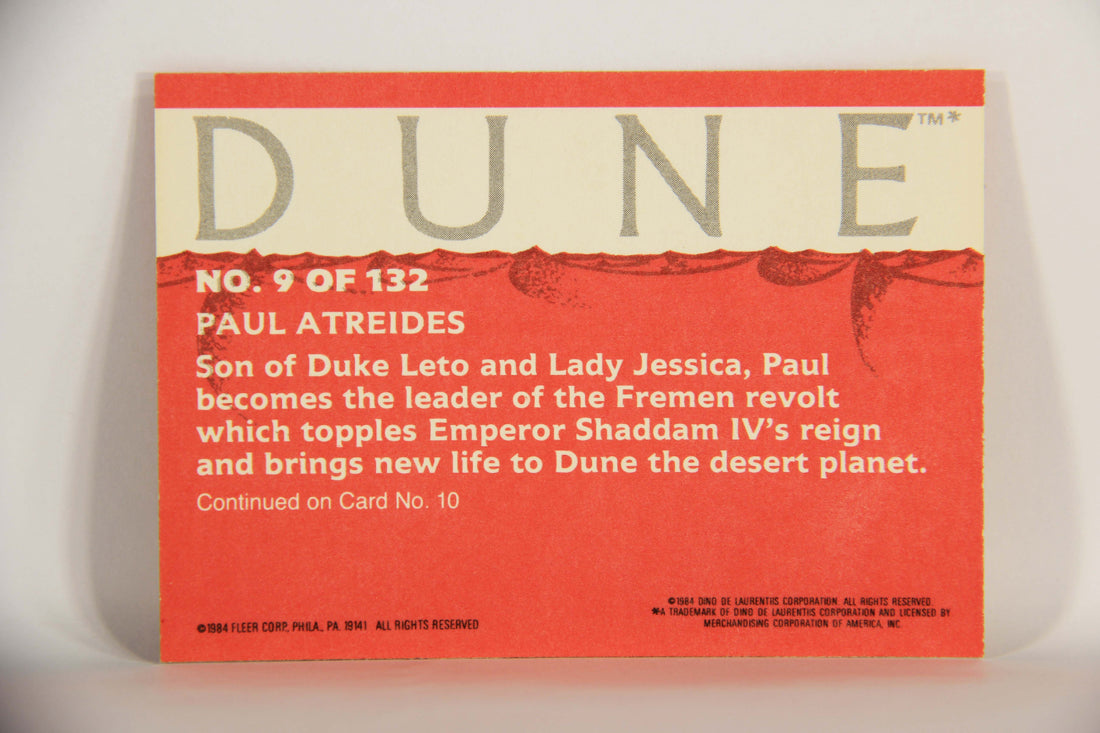 DUNE™*
NO. 9 OF 132
PAUL ATREIDES
Son of Duke Leto and Lady Jessica, Paul
becomes the leader of the Fremen revolt
which topples Emperor Shaddam IV's reign
and brings new life to Dune the desert planet.
Continued on Card No. 10
©1984 FLEER CORP., PHILA., PA. 19141 ALL RIGHTS RESERVED
©1984 DINO DE LAURENTIIS CORPORATION. ALL RIGHTS RESERVED.
*A TRADEMARK OF DINO DE LAURENTIIS CORPORATION AND LICENSED BY
MERCHANDISING CORPORATION OF AMERICA, INC.